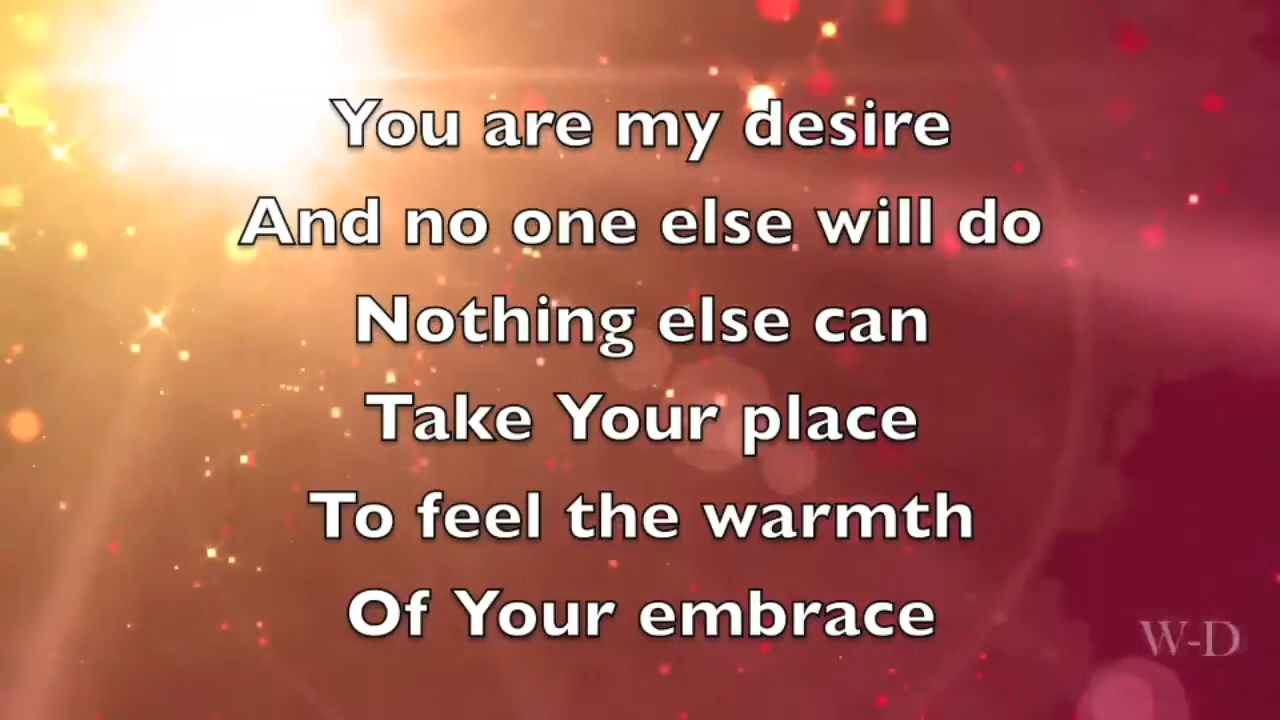 You are my desire
And no one else will do
Nothing else can
Take Your place
To feel the warmth
Of Your embrace
W-D